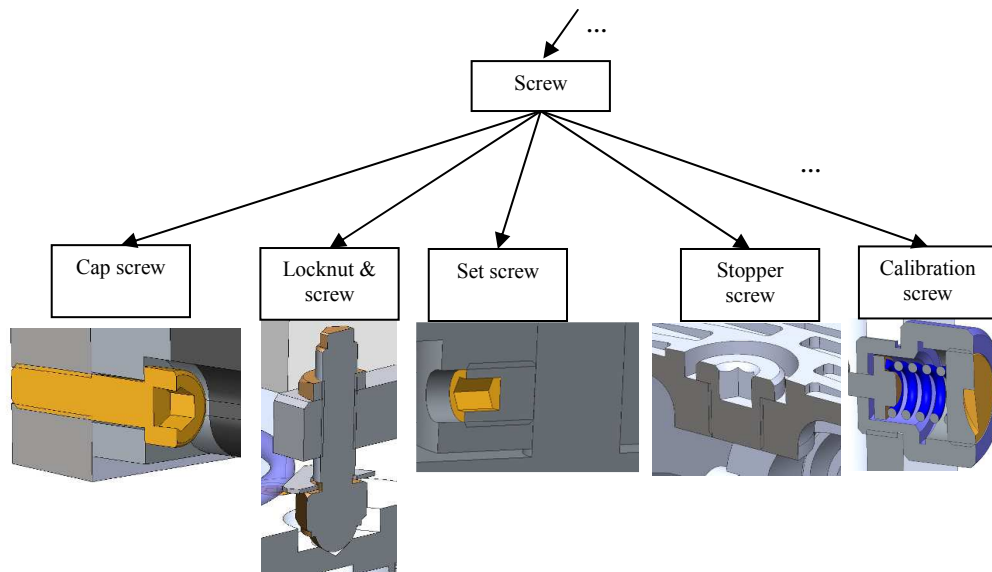 ...
Screw
...
Cap screw
Locknut &
screw
Set screw
Stopper
screw
Calibration
screw